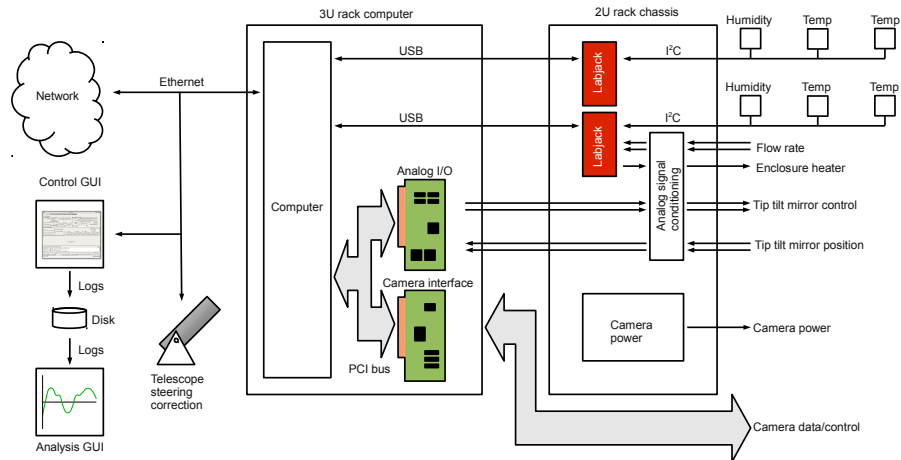 3U rack computer
2U rack chassis
Humidity
Temp
Temp
USB
I²C
Labjack
Network
Ethernet
Humidity
Temp
Temp
USB
I²C
Labjack
Flow rate
Enclosure heater
Control GUI
Analog I/O
Computer
Analog signal
conditioning
Tip tilt mirror control
Tip tilt mirror position
Camera interface
Logs
Disk
Logs
Camera
power
Camera power
PCI bus
Telescope
steering
correction
Analysis GUI
Camera data/control